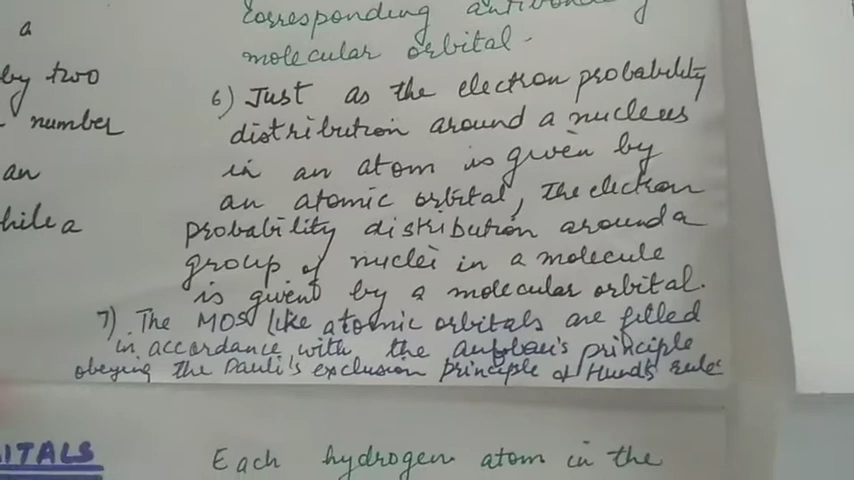 a
by two
number
an
while a
corresponding antibonding
molecular orbital.
6) Just as the electron probability
distribution around a nucleus
in an atom is given by
an atomic orbital, The electron
probability distribution around a
group of nuclei in a molecule
is given by a molecular orbital.
7) The MOS like atomic orbitals are filled
in accordance with the aufbau's principle
obeying the Pauli's exclusion principle & Hund's rule
ITALS
Each hydrogen atom in the